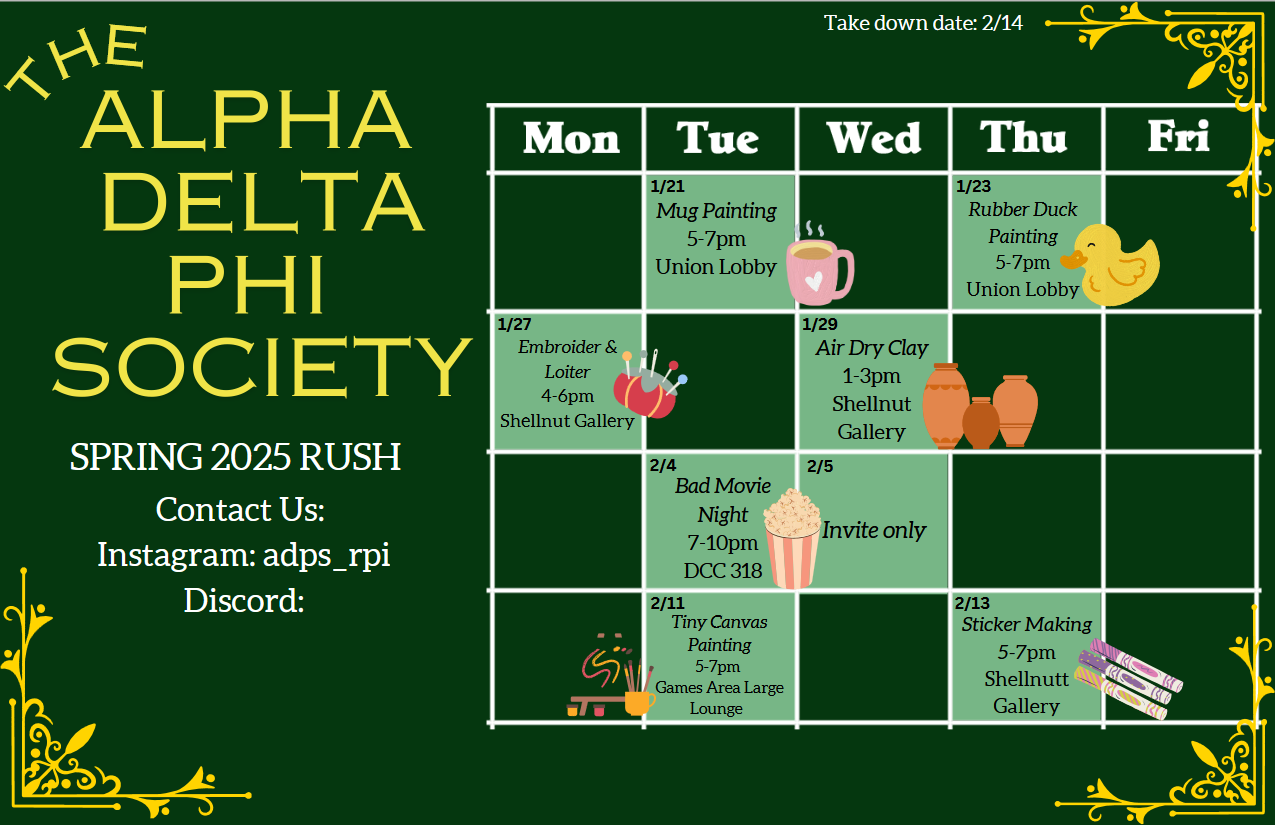 Take down date: 2/14
THE
ALPHA
DELTA
PHI
SOCIETY
SPRING 2025 RUSH
Contact Us:
Instagram: adps_rpi
Discord:
Mon Tue Wed Thu Fri
1/21
Mug Painting
5-7pm
Union Lobby
1/23
Rubber Duck
Painting
5-7pm
Union Lobby
1/27
Embroider &
Loiter
4-6pm
Shellnut Gallery
1/29
Air Dry Clay
1-3pm
Shellnut
Gallery
2/4
Bad Movie
Night
7-10pm
DCC 318
2/5
Invite only
2/11
Tiny Canvas
Painting
5-7pm
Games Area Large
Lounge
2/13
Sticker Making
5-7pm
Shellnutt
Gallery